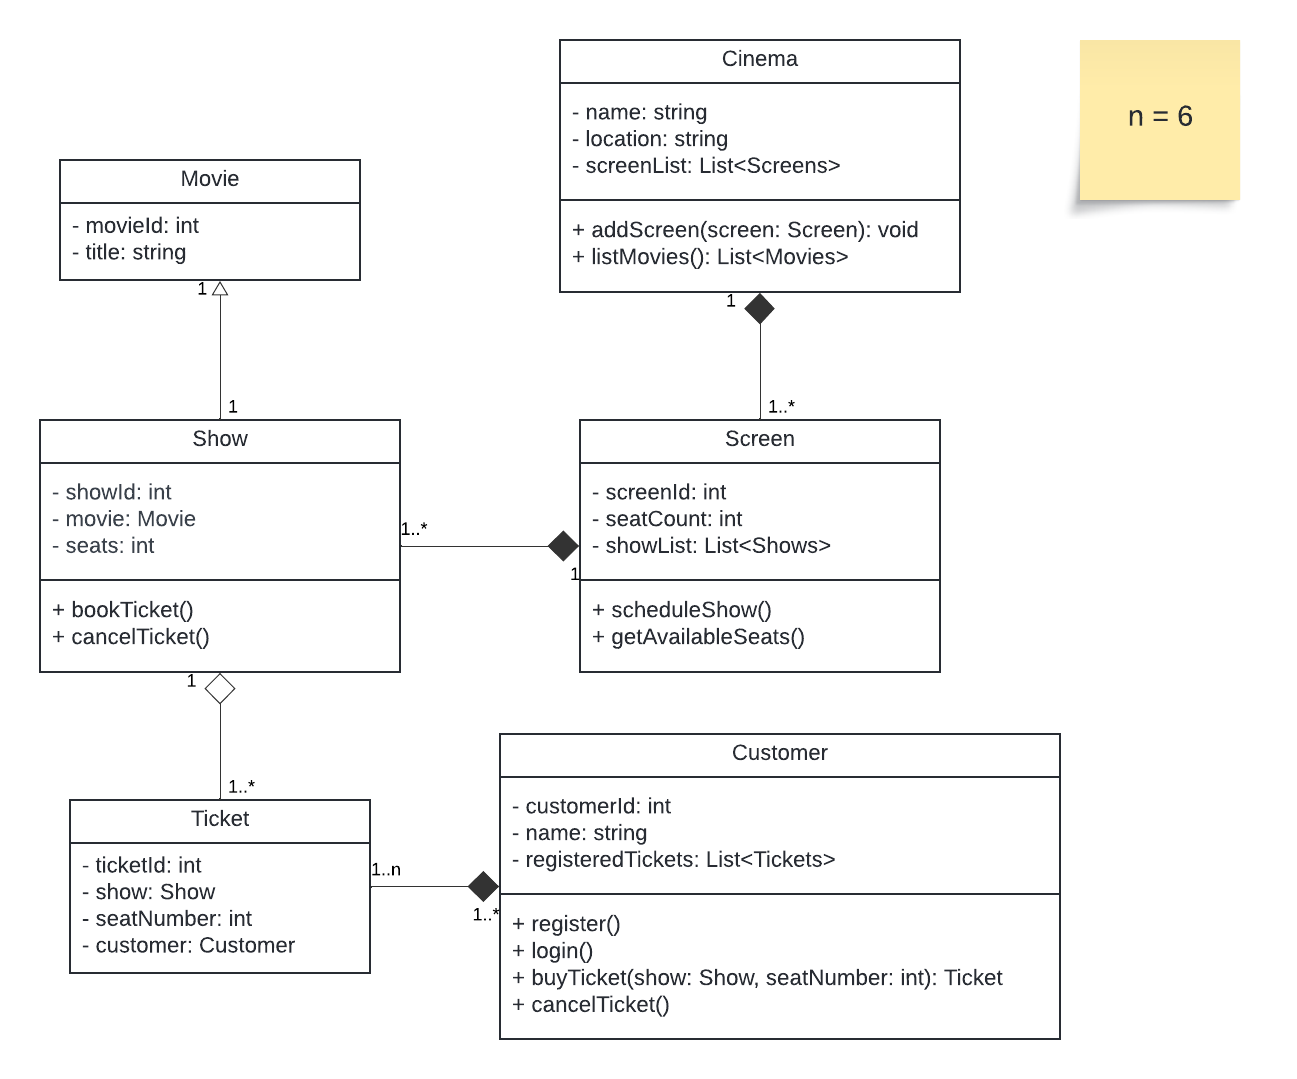 Cinema
- name: string
- location: string
- screenList: List<Screens>
+ addScreen(screen: Screen): void
+ listMovies(): List<Movies>
n = 6
Movie
- movieId: int
- title: string
1
1
1
1..*
Show
- showId: int
- movie: Movie
- seats: int
+ bookTicket()
+ cancelTicket()
1..*
1
Screen
- screenId: int
- seatCount: int
- showList: List<Shows>
+ scheduleShow()
+ getAvailableSeats()
1
1..*
Ticket
- ticketId: int
- show: Show
- seatNumber: int
- customer: Customer
1..n
1..*
Customer
- customerId: int
- name: string
- registeredTickets: List<Tickets>
+ register()
+ login()
+ buyTicket(show: Show, seatNumber: int): Ticket
+ cancelTicket()